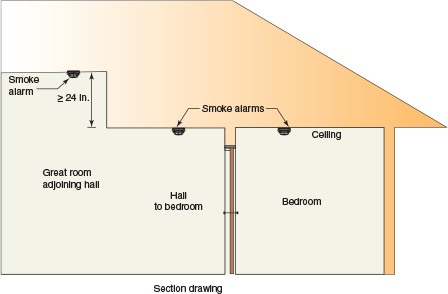 Smoke
alarm
≥ 24 in.
Smoke alarms
Ceiling
Great room
adjoining hall
Hall
to bedroom
Bedroom
Section drawing